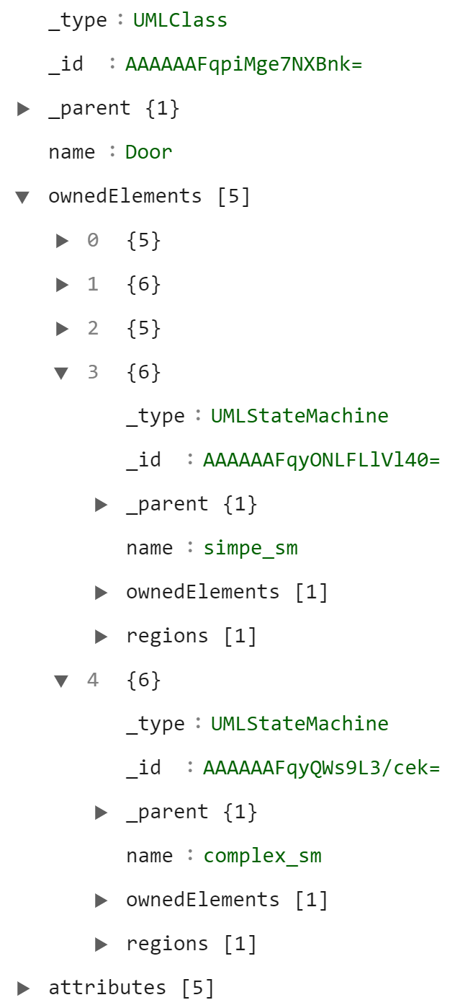 _type : UMLClass
_id : AAAAAAFqpiMge7NXBnk=
_parent {1}
name : Door
ownedElements [5]
0 {5}
1 {6}
2 {5}
3 {6}
_type : UMLStateMachine
_id : AAAAAAFqyONLFLlVl40=
_parent {1}
name : simpe_sm
ownedElements [1]
regions [1]
4 {6}
_type : UMLStateMachine
_id : AAAAAAFqyQWs9L3/cek=
_parent {1}
name : complex_sm
ownedElements [1]
regions [1]
attributes [5]